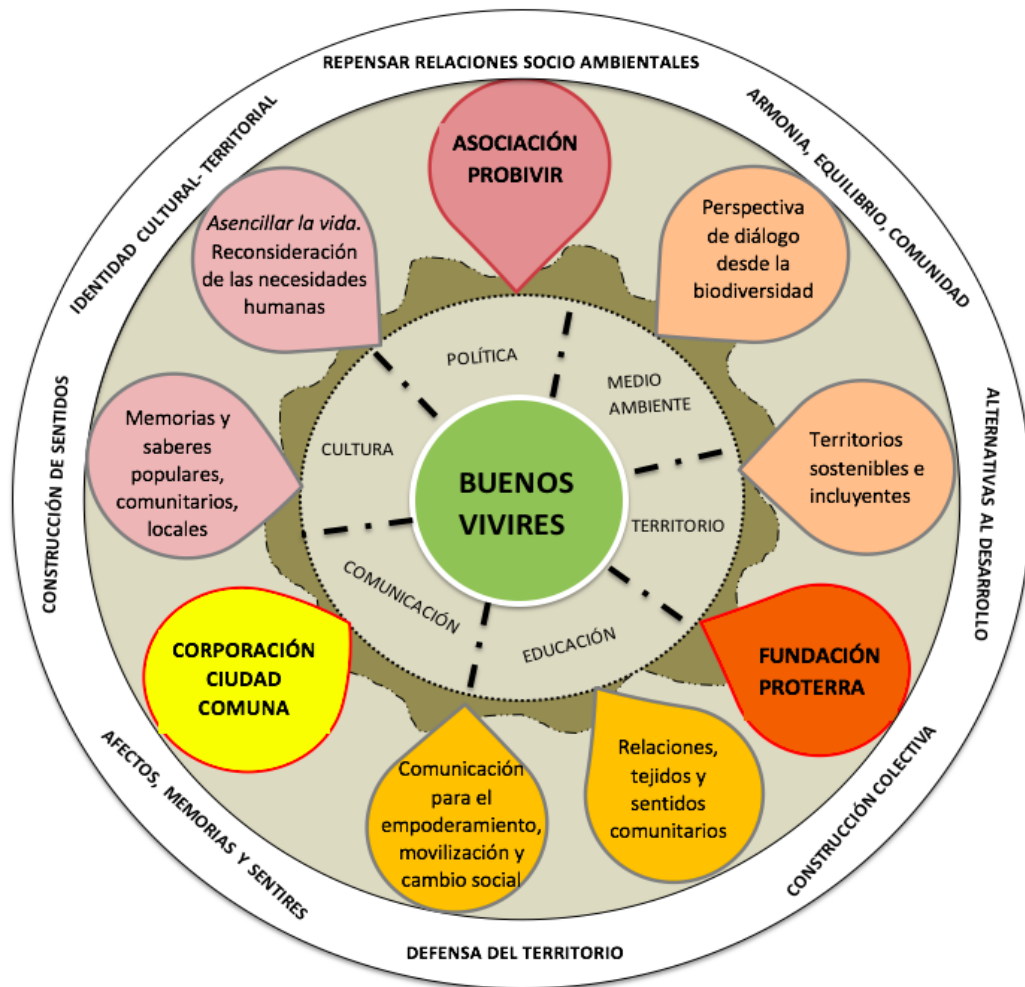 REPENSAR RELACIONES SOCIO AMBIENTALES
ARMONIA, EQUILIBRIO, COMUNIDAD
ALTERNATIVAS AL DESARROLLO
CONSTRUCCIÓN COLECTIVA
DEFENSA DEL TERRITORIO
AFECTOS, MEMORIAS Y SENTIRES
CONSTRUCCIÓN DE SENTIDOS
IDENTIDAD CULTURAL- TERRITORIAL
ASOCIACIÓN
PROBIVIR
Perspectiva
de diálogo
desde la
biodiversidad
Territorios
sostenibles e
incluyentes
FUNDACIÓN
PROTERRA
Relaciones,
tejidos y
sentidos
comunitarios
Comunicación
para el
empoderamiento,
movilización y
cambio social
CORPORACIÓN
CIUDAD
COMUNA
Memorias y
saberes
populares,
comunitarios,
locales
Asencillar la vida.
Reconsideración
de las necesidades
humanas
POLÍTICA
MEDIO
AMBIENTE
TERRITORIO
EDUCACIÓN
COMUNICACIÓN
CULTURA
BUENOS
VIVIRES